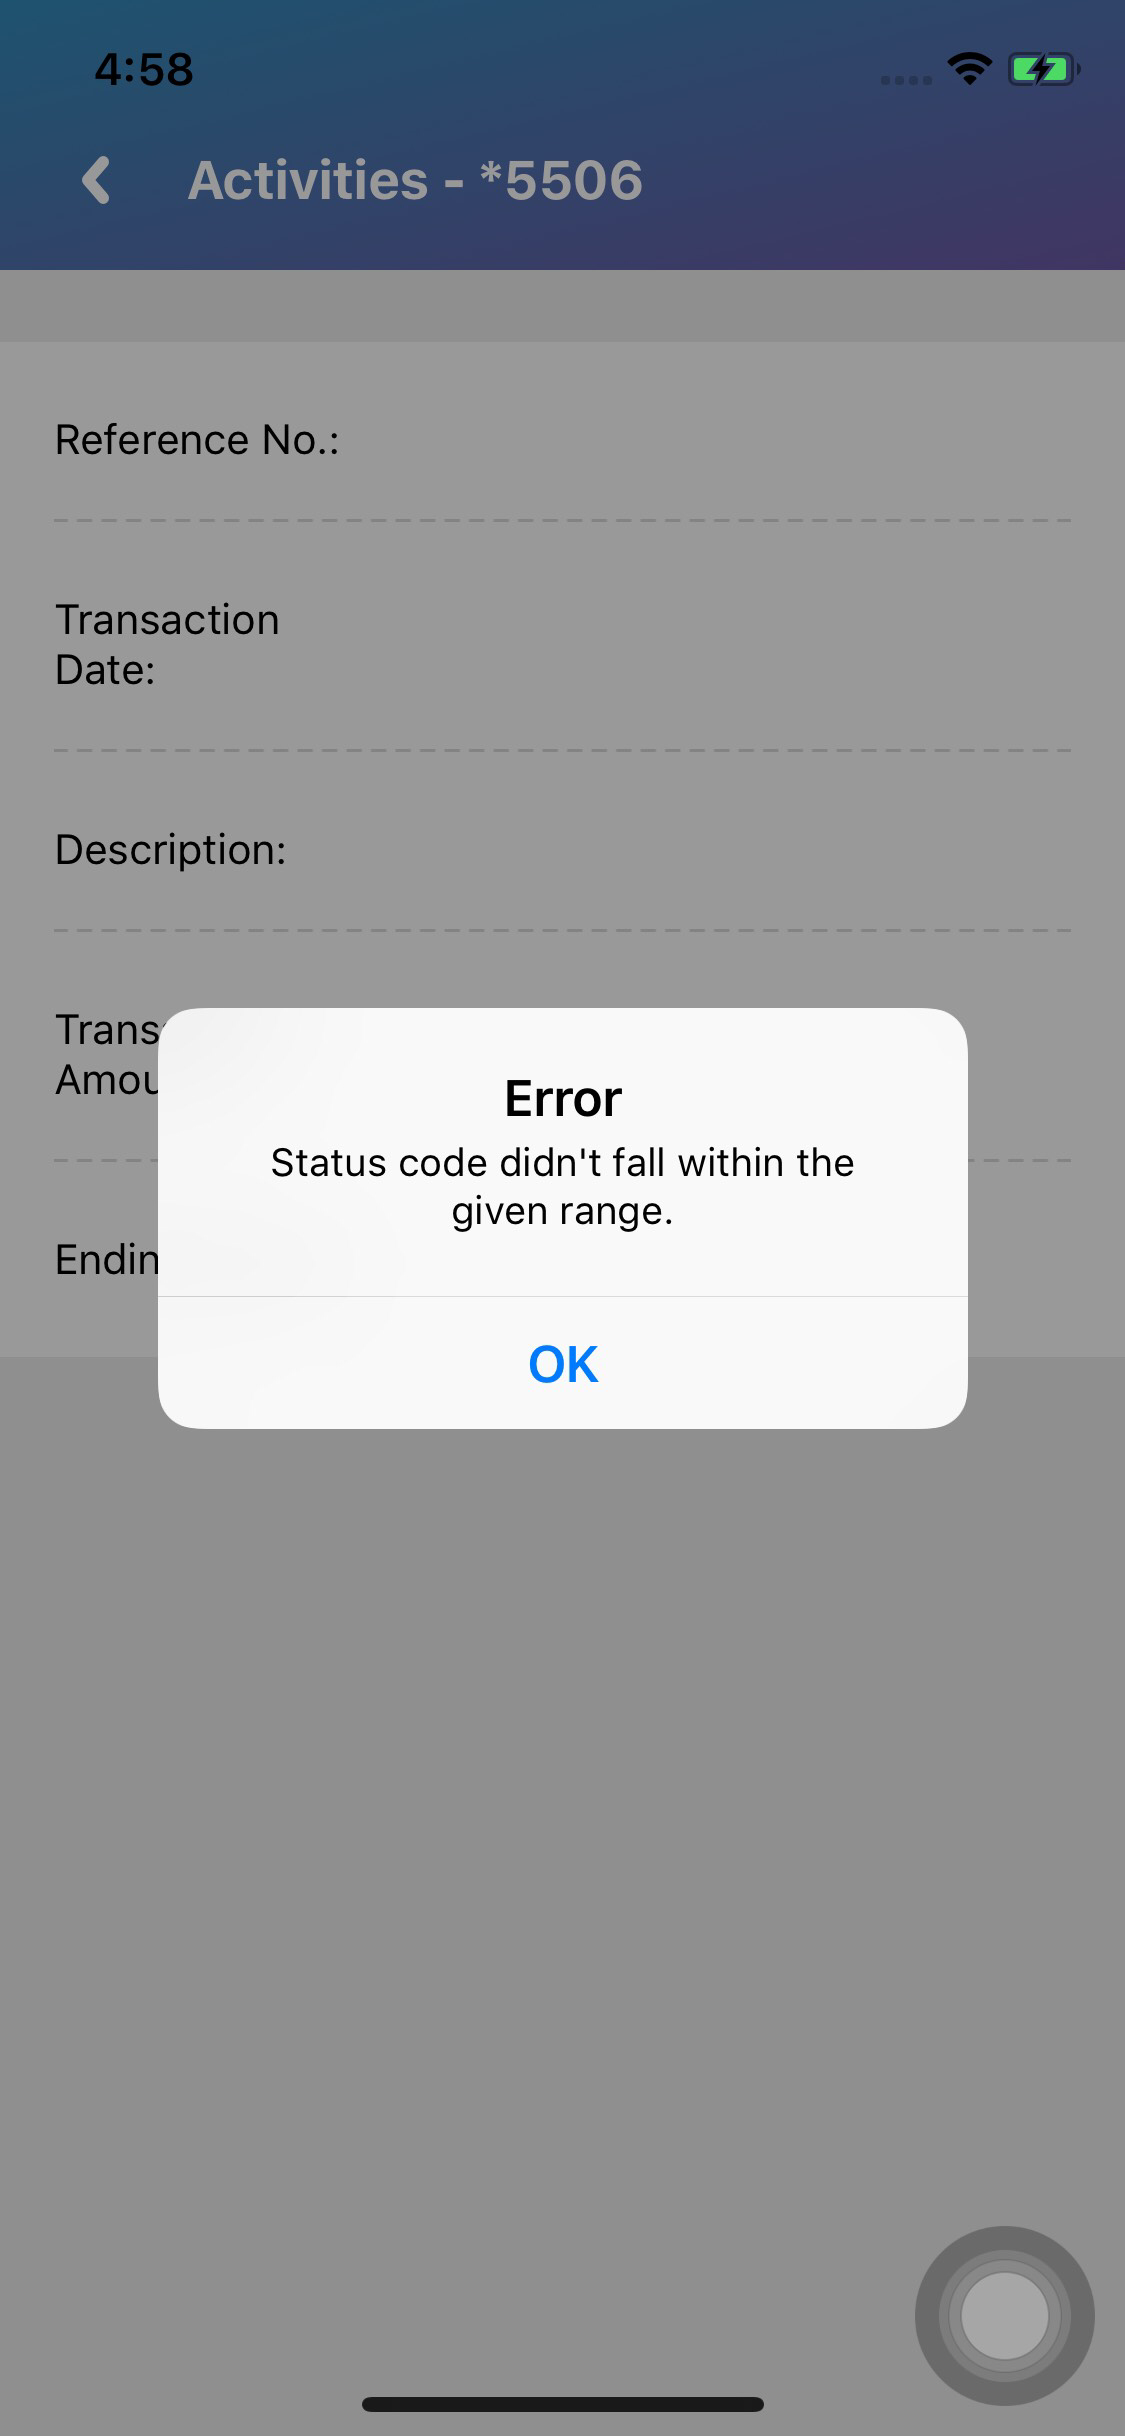 4:58
Activities - *5506
Reference No.:
Transaction
Date:
Description:
Trans
Amou
Error
Status code didn't fall within the
given range.
Endin
OK